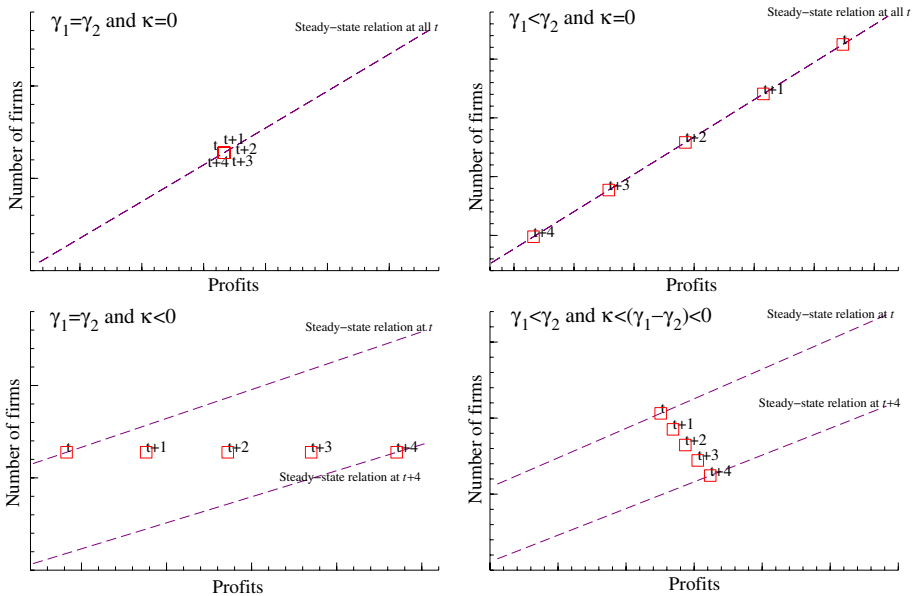 γ1=γ2 and κ=0
Steady−state relation at all t
t
t+1
t+2
t+4
t+3
Number of firms
Profits
γ1<γ2 and κ=0
Steady−state relation at all t
t
t+1
t+2
t+3
t+4
Number of firms
Profits
γ1=γ2 and κ<0
Steady−state relation at t
t
t+1
t+2
t+3
t+4
Steady−state relation at t+4
Number of firms
Profits
γ1<γ2 and κ<(γ1−γ2)<0
Steady−state relation at t
Steady−state relation at t+4
t
t+1
t+2
t+3
t+4
Number of firms
Profits